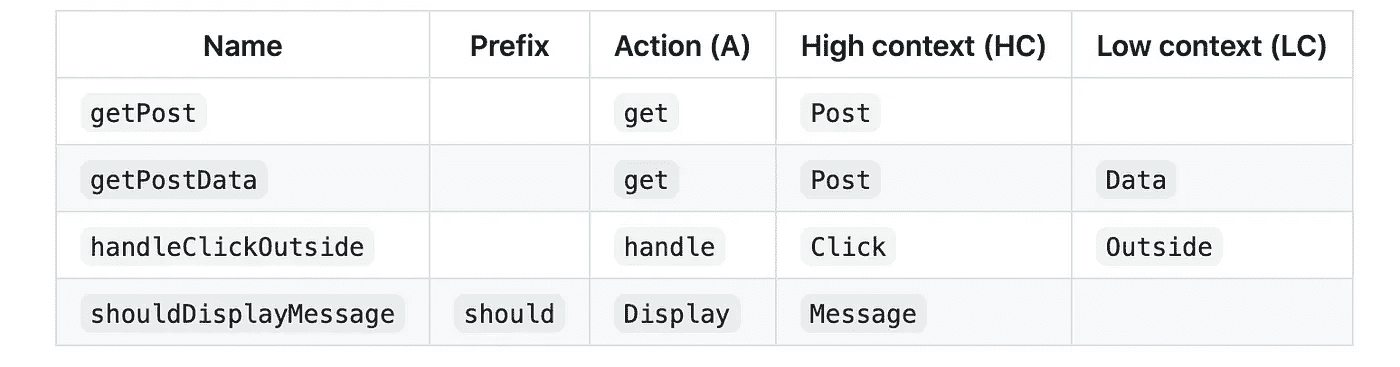 Name Prefix Action (A) High context (HC) Low context (LC)
getPost get Post
getPostData get Post Data
handleClickOutside handle Click Outside
shouldDisplayMessage should Display Message